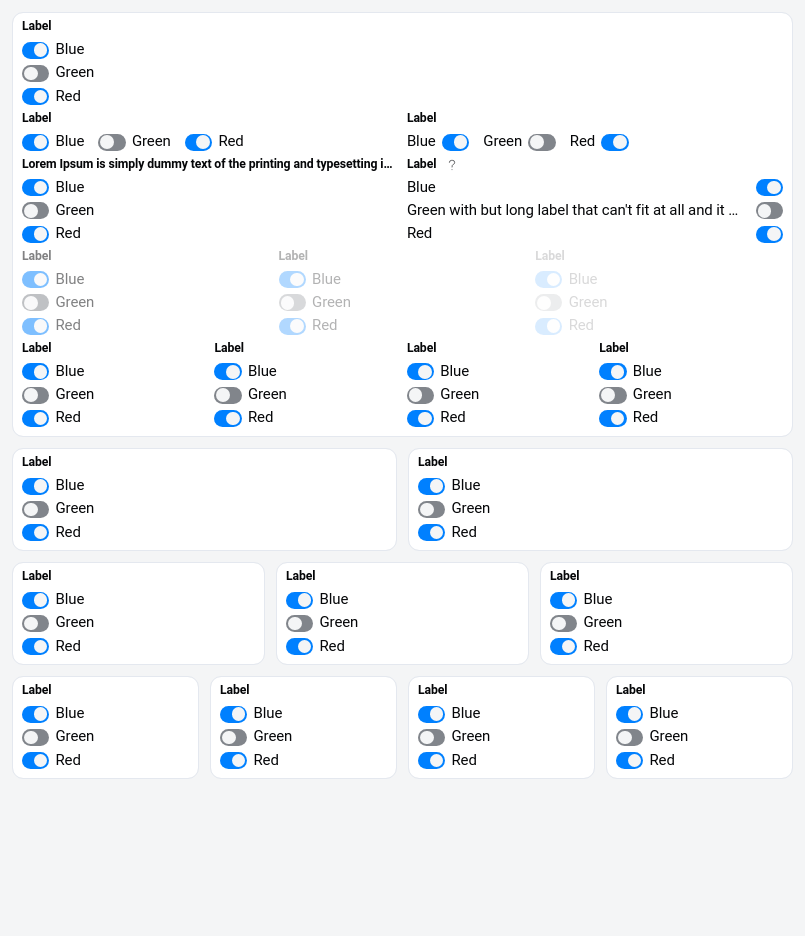 Label
Blue
Green
Red
Label Label
Blue Green Red Blue Green Red
Lorem Ipsum is simply dummy text of the printing and typesetting i... Label ?
Blue Blue
Green Green with but long label that can't fit at all and it ...
Red Red
Label Label Label
Blue Blue Blue
Green Green Green
Red Red Red
Label Label Label Label
Blue Blue Blue Blue
Green Green Green Green
Red Red Red Red
Label Label
Blue Blue
Green Green
Red Red
Label Label Label
Blue Blue Blue
Green Green Green
Red Red Red
Label Label Label Label
Blue Blue Blue Blue
Green Green Green Green
Red Red Red Red